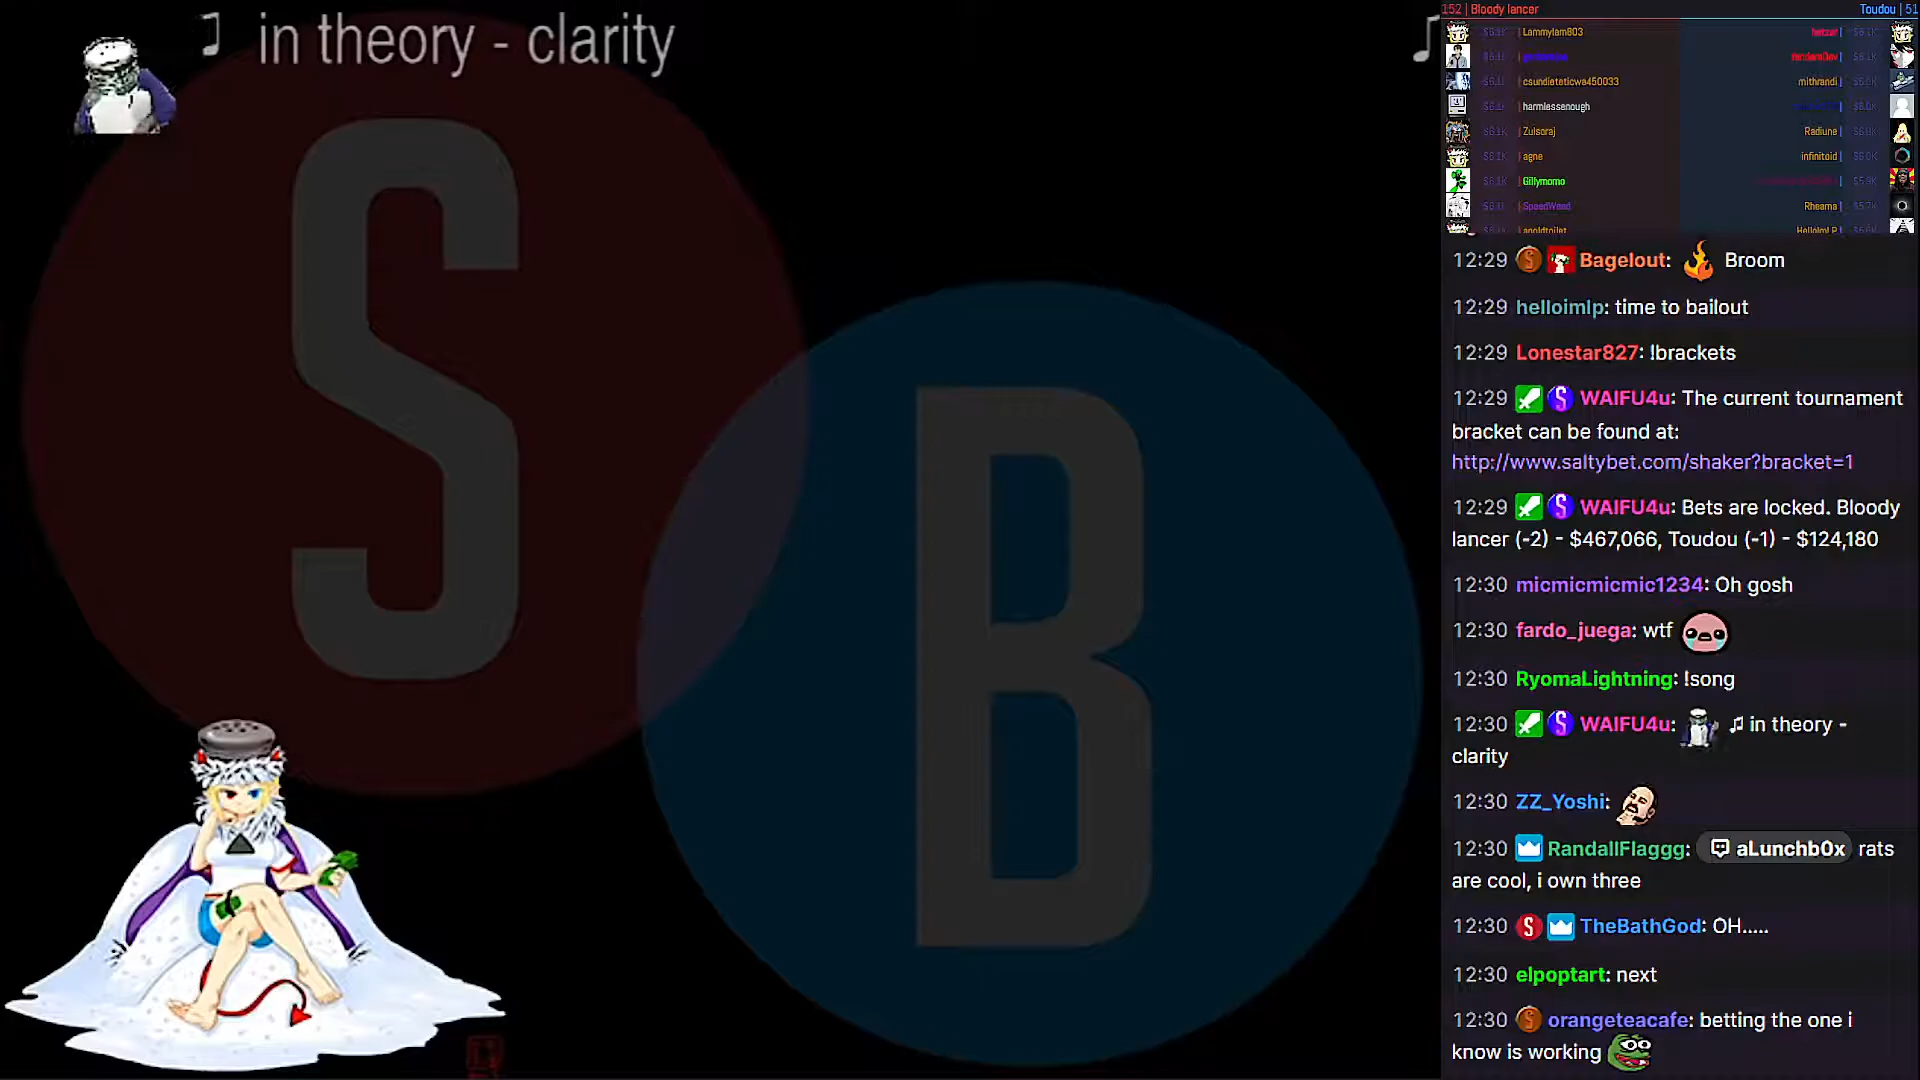 ♫ in theory - clarity
S
B
152 | Bloody lancer
Toudou | 51
Lammylam803
csundieteticwa450033
mithrandi
harmlessenough
Zulsoraj
Radiune
agne
infinitoid
Gillymomo
SpeedWeed
Rheama
12:29 Bagelout: Broom
12:29 helloimlp: time to bailout
12:29 Lonestar827: !brackets
12:29 WAIFU4u: The current tournament
bracket can be found at:
http://www.saltybet.com/shaker?bracket=1
12:29 WAIFU4u: Bets are locked. Bloody
lancer (-2) - $467,066, Toudou (-1) - $124,180
12:30 micmicmicmic1234: Oh gosh
12:30 fardo_juega: wtf
12:30 RyomaLightning: !song
12:30 WAIFU4u: ♫ in theory -
clarity
12:30 ZZ_Yoshi:
12:30 RandallFlaggg: aLunchb0x rats
are cool, i own three
12:30 TheBathGod: OH.....
12:30 elpoptart: next
12:30 orangeteacafe: betting the one i
know is working